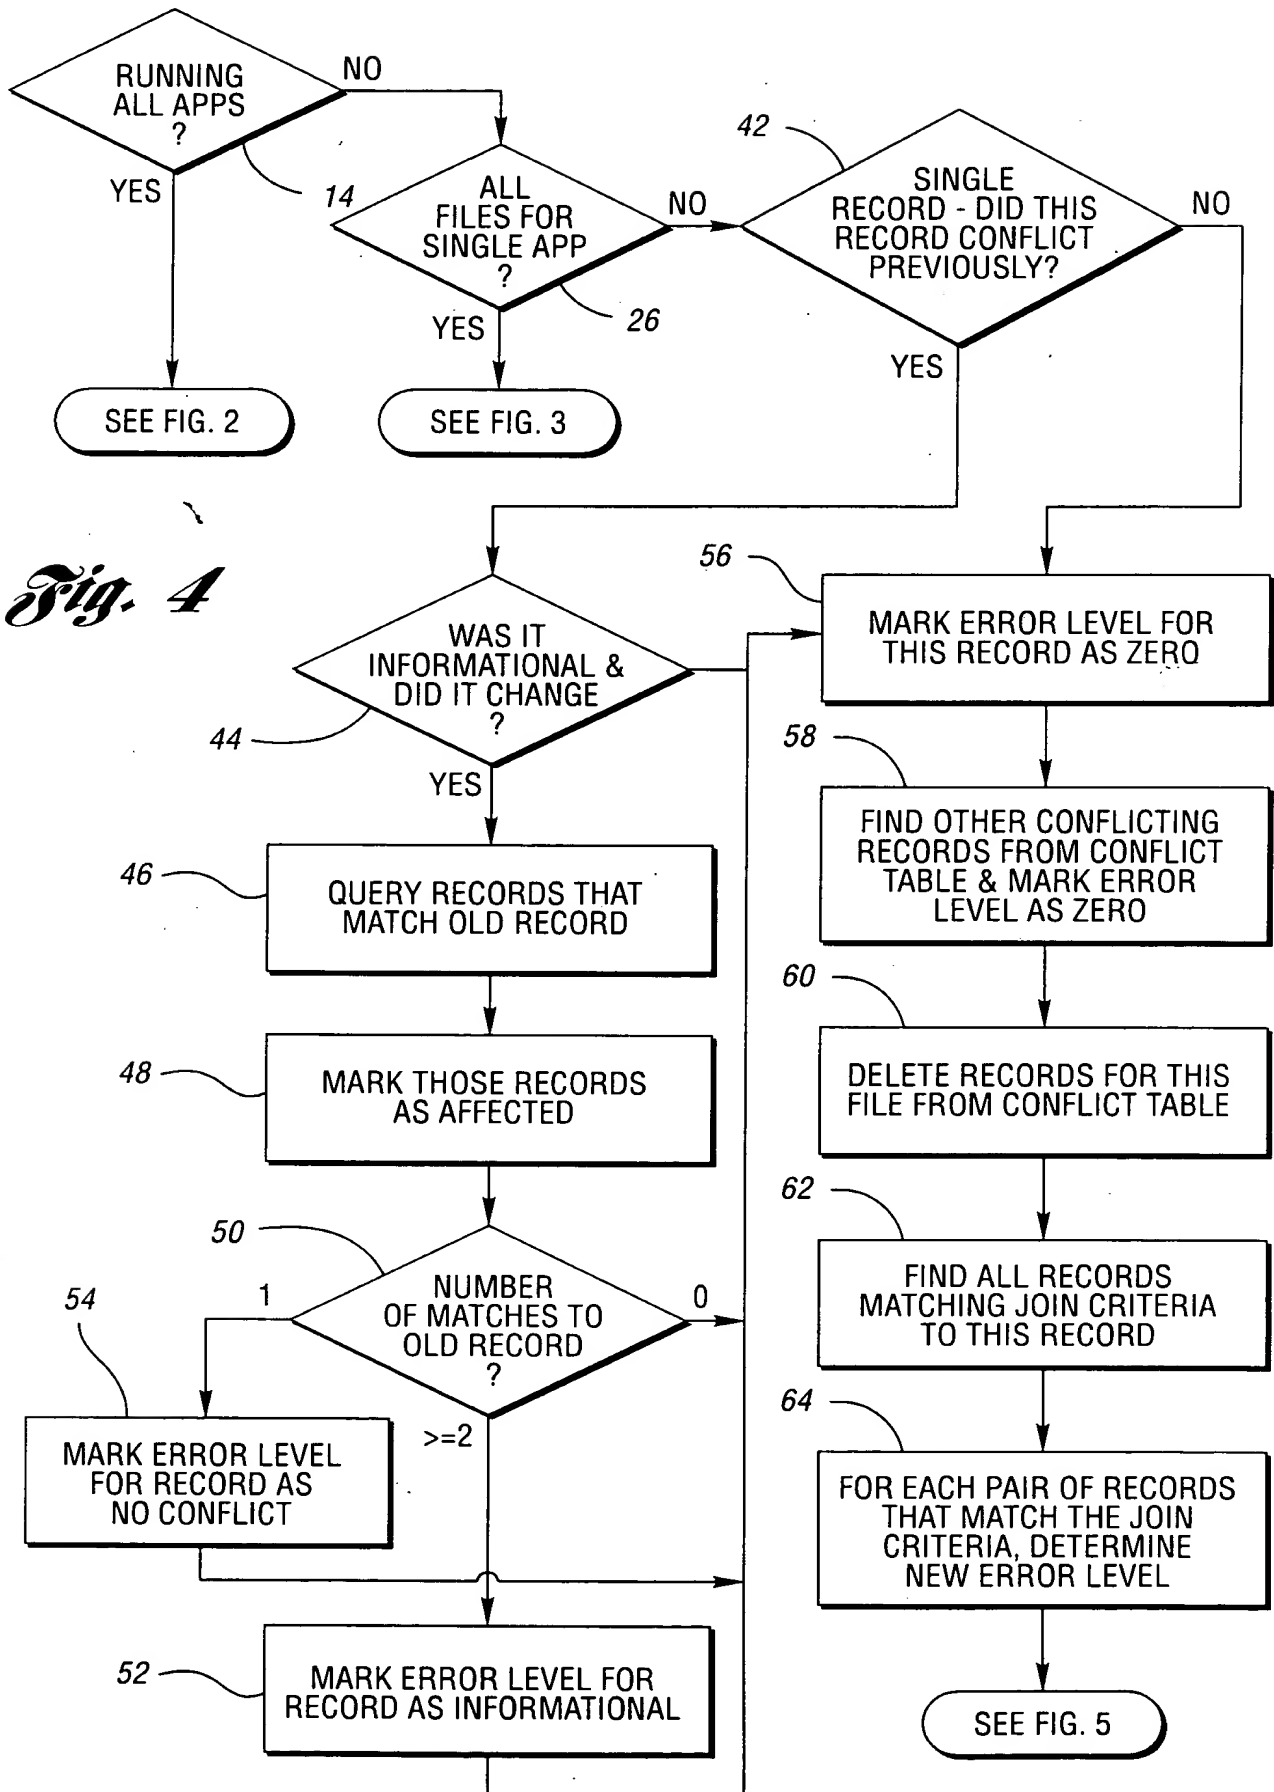 RUNNING
ALL APPS
?
NO
YES
14
SEE FIG. 2
ALL
FILES FOR
SINGLE APP
?
NO
YES
26
SEE FIG. 3
42
SINGLE
RECORD - DID THIS
RECORD CONFLICT
PREVIOUSLY?
NO
YES
Fig. 4
WAS IT
INFORMATIONAL &
DID IT CHANGE
?
44
YES
46
QUERY RECORDS THAT
MATCH OLD RECORD
48
MARK THOSE RECORDS
AS AFFECTED
50
NUMBER
OF MATCHES TO
OLD RECORD
?
1
0
>=2
54
MARK ERROR LEVEL
FOR RECORD AS
NO CONFLICT
52
MARK ERROR LEVEL FOR
RECORD AS INFORMATIONAL
56
MARK ERROR LEVEL FOR
THIS RECORD AS ZERO
58
FIND OTHER CONFLICTING
RECORDS FROM CONFLICT
TABLE & MARK ERROR
LEVEL AS ZERO
60
DELETE RECORDS FOR THIS
FILE FROM CONFLICT TABLE
62
FIND ALL RECORDS
MATCHING JOIN CRITERIA
TO THIS RECORD
64
FOR EACH PAIR OF RECORDS
THAT MATCH THE JOIN
CRITERIA, DETERMINE
NEW ERROR LEVEL
SEE FIG. 5